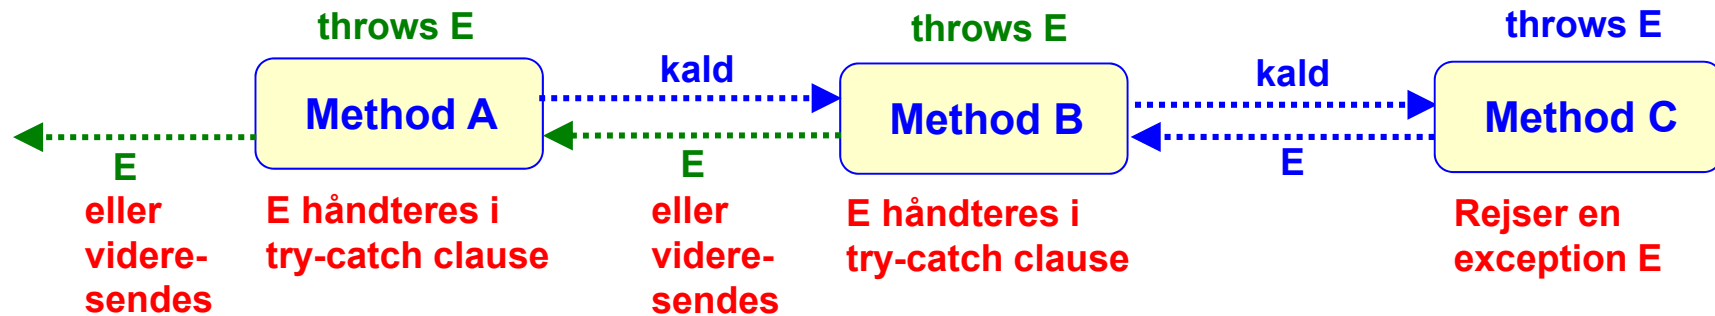 throws E
throws E
throws E
kald
kald
Method A
Method B
Method C
E
E
E
eller
videre-
sendes
E håndteres i
try-catch clause
eller
videre-
sendes
E håndteres i
try-catch clause
Rejser en
exception E